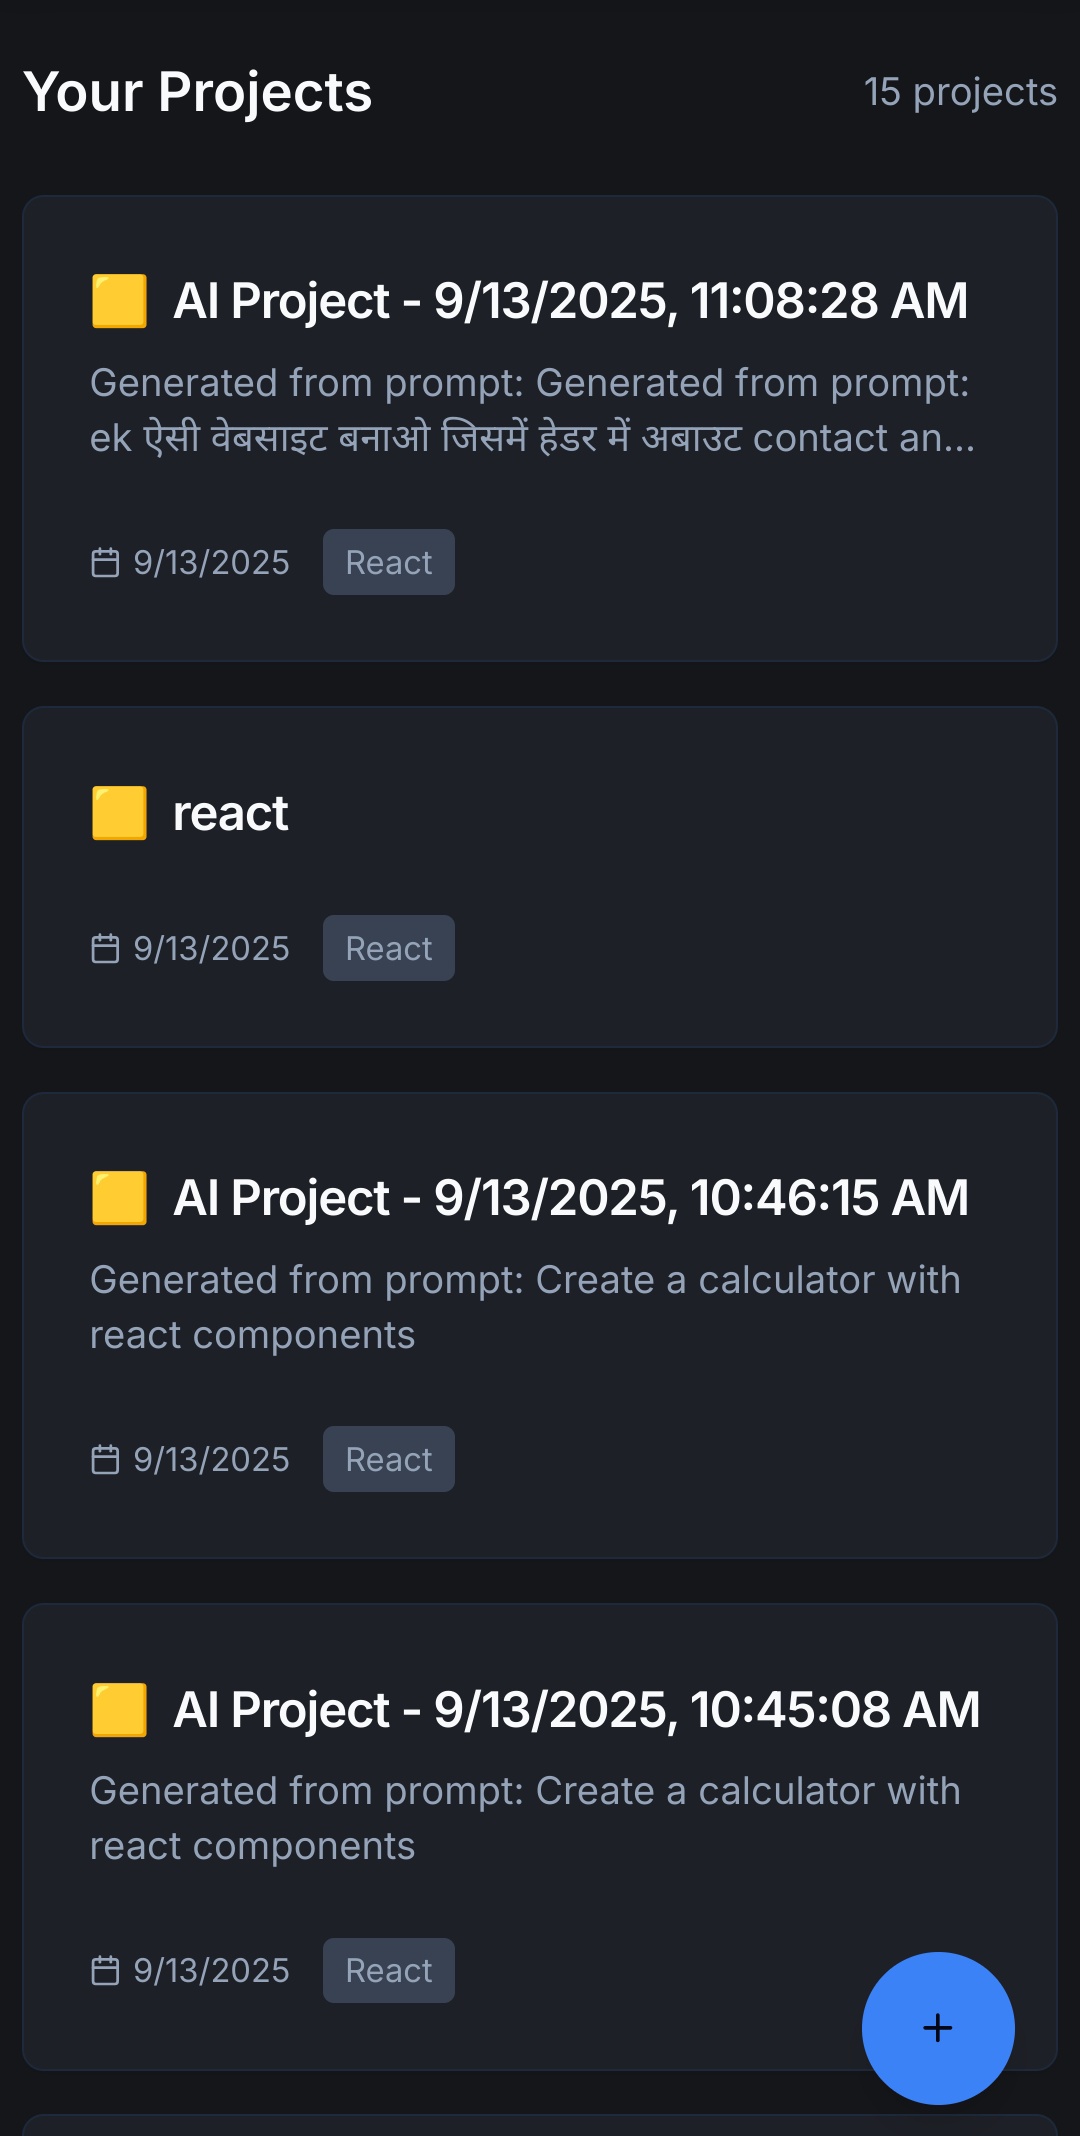 Your Projects
15 projects
AI Project - 9/13/2025, 11:08:28 AM
Generated from prompt: Generated from prompt:
ek ऐसी वेबसाइट बनाओ जिसमें हेडर में अबाउट contact an...
9/13/2025
React
react
9/13/2025
React
AI Project - 9/13/2025, 10:46:15 AM
Generated from prompt: Create a calculator with
react components
9/13/2025
React
AI Project - 9/13/2025, 10:45:08 AM
Generated from prompt: Create a calculator with
react components
9/13/2025
React
+